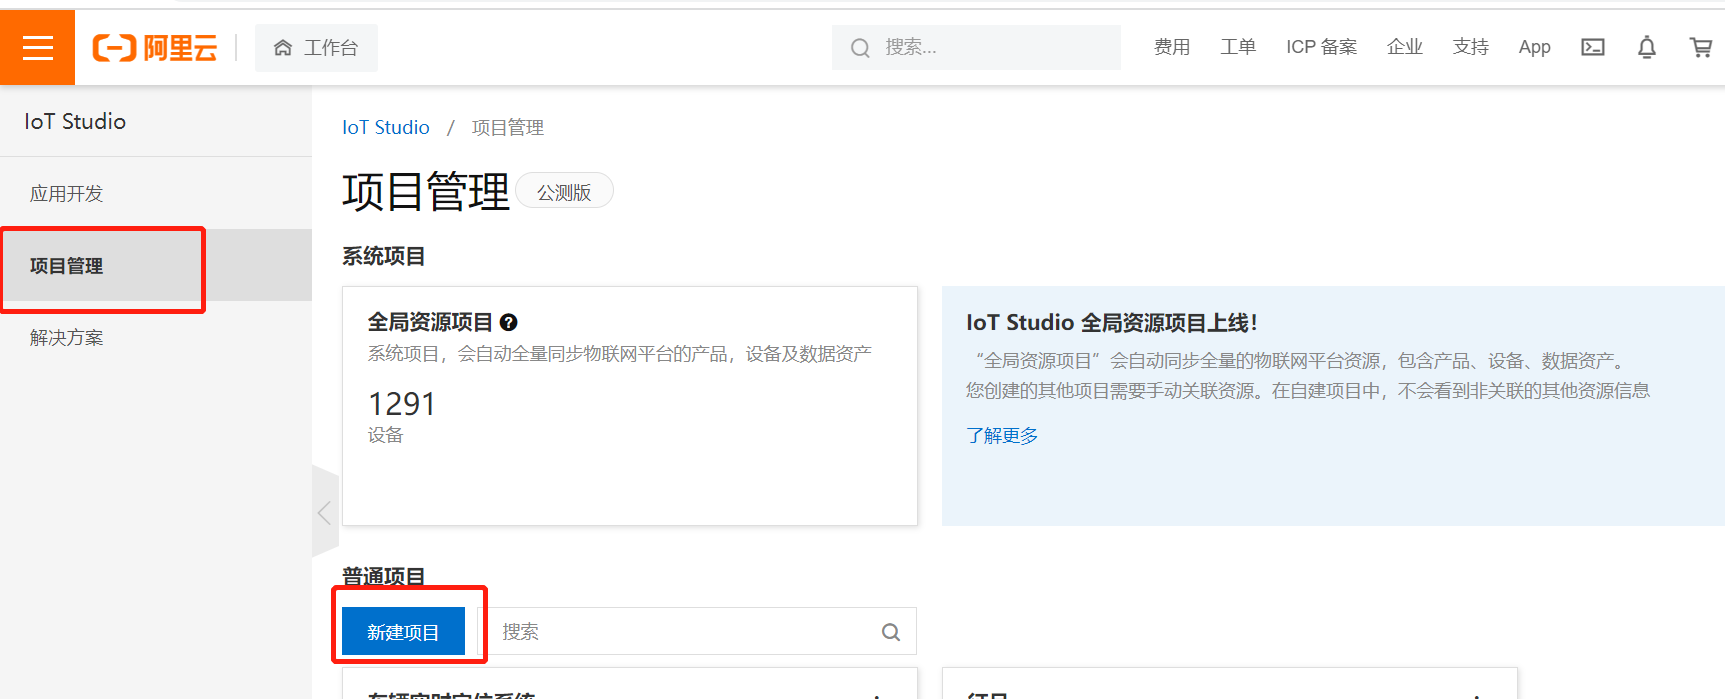 阿里云
工作台
搜索...
费用 工单 ICP 备案 企业 支持 App
IoT Studio
应用开发
项目管理
解决方案
IoT Studio / 项目管理
项目管理 公测版
系统项目
全局资源项目
系统项目，会自动全量同步物联网平台的产品，设备及数据资产
1291
设备
IoT Studio 全局资源项目上线！
“全局资源项目”会自动同步全量的物联网平台资源，包含产品、设备、数据资产。
您创建的其他项目需要手动关联资源。在自建项目中，不会看到非关联的其他资源信息
了解更多
普通项目
新建项目
搜索
车辆实时定位系统